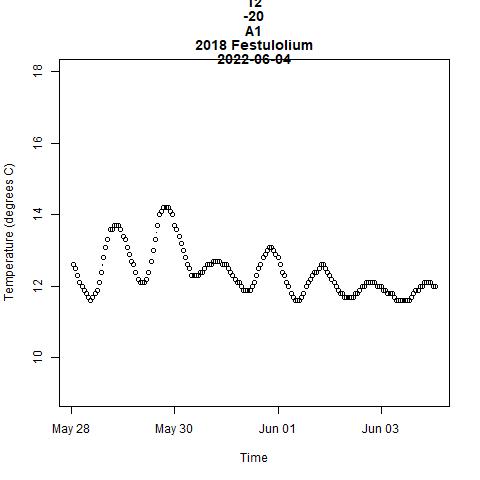 12
-20
A1
2018 Festulolium
2022-06-04
Temperature (degrees C)
18
16
14
12
10
May 28
May 30
Jun 01
Jun 03
Time